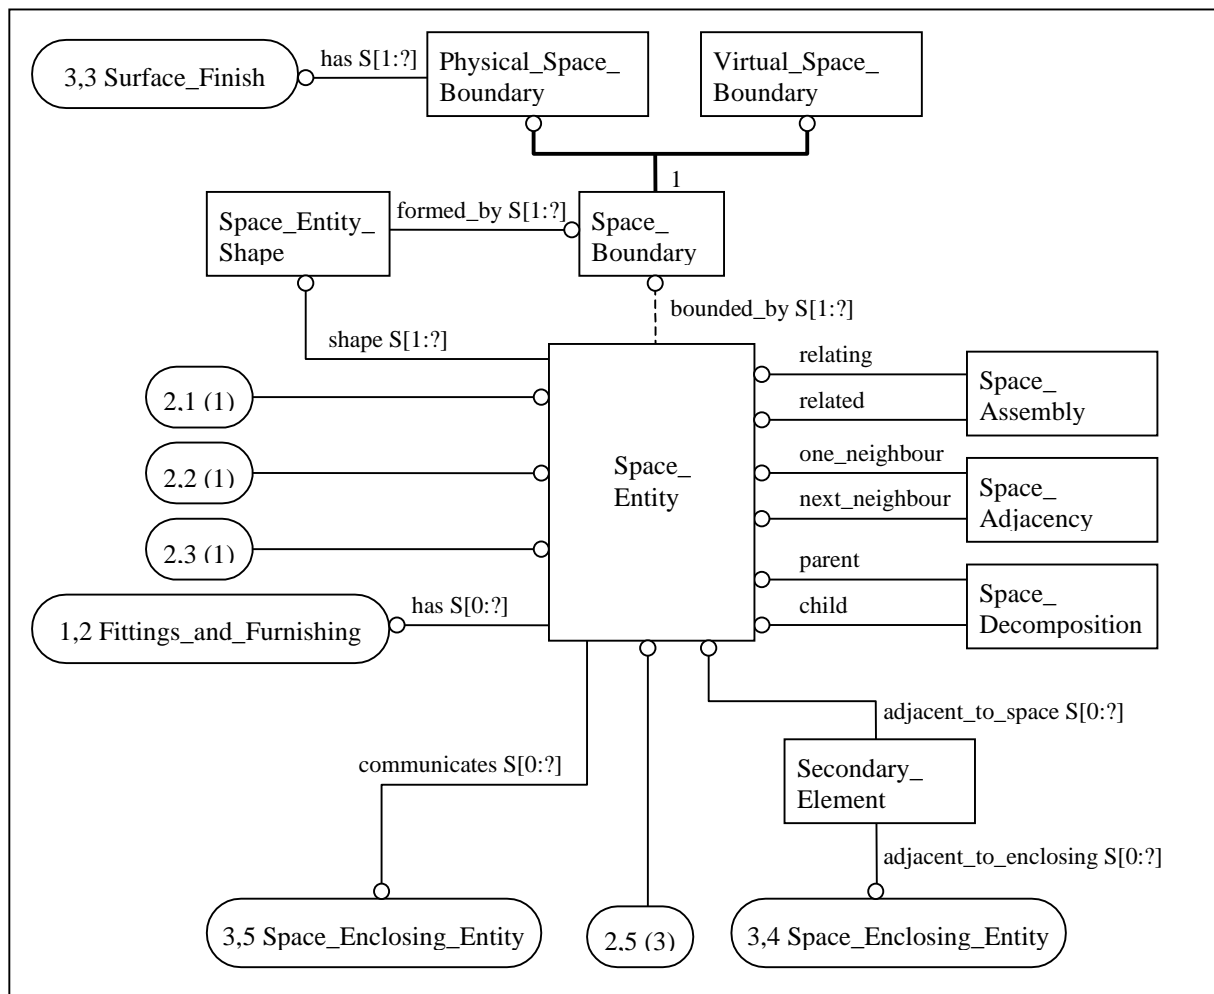 3,3 Surface_Finish
has S[1:?]
Physical_Space_
Boundary
Virtual_Space_
Boundary
1
Space_Entity_
Shape
formed_by S[1:?]
Space_
Boundary
bounded_by S[1:?]
shape S[1:?]
2,1 (1)
2,2 (1)
2,3 (1)
1,2 Fittings_and_Furnishing
has S[0:?]
Space_
Entity
relating
related
Space_
Assembly
one_neighbour
next_neighbour
Space_
Adjacency
parent
child
Space_
Decomposition
adjacent_to_space S[0:?]
communicates S[0:?]
Secondary_
Element
adjacent_to_enclosing S[0:?]
3,5 Space_Enclosing_Entity
2,5 (3)
3,4 Space_Enclosing_Entity